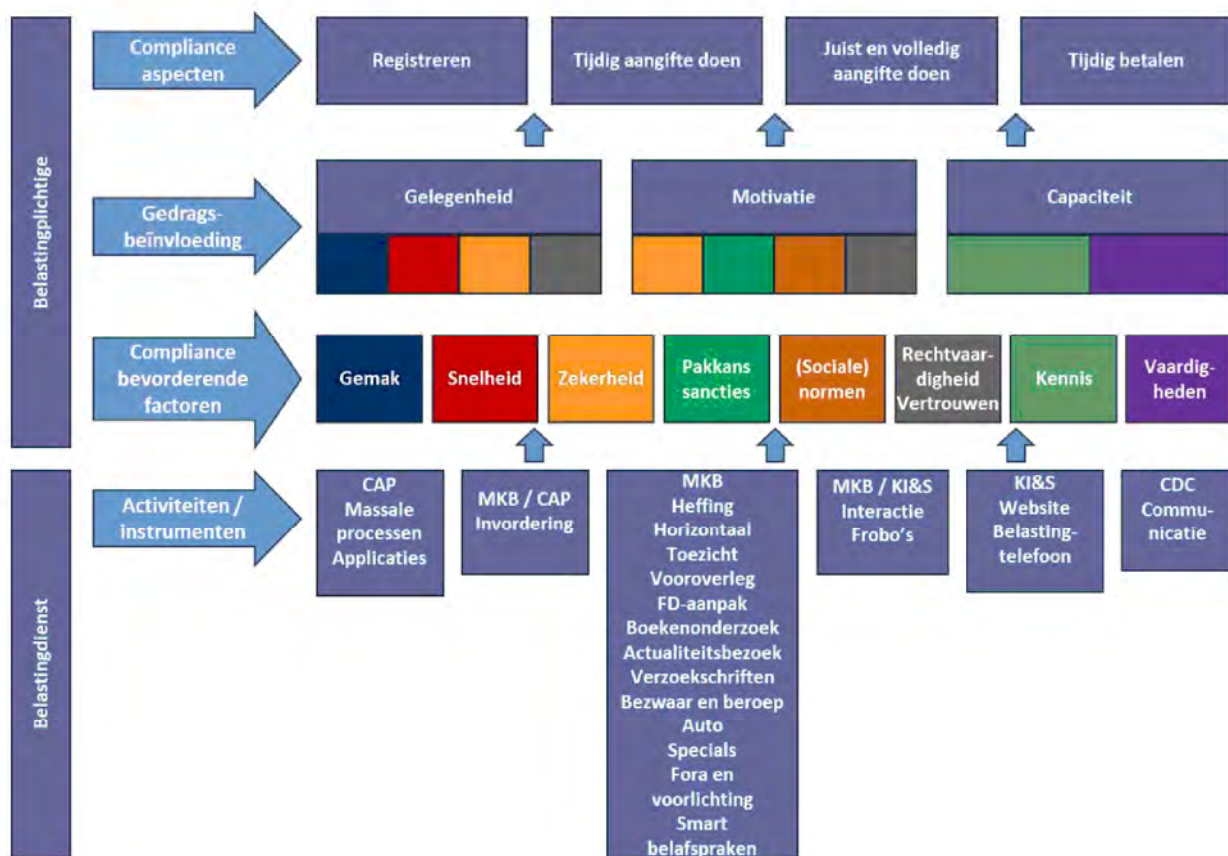 Belastingplichtige
Compliance
aspecten
Registreren
Tijdig aangifte doen
Juist en volledig
aangifte doen
Tijdig betalen
Gedrags-
beïnvloeding
Gelegenheid
Motivatie
Capaciteit
Compliance
bevorderende
factoren
Gemak
Snelheid
Zekerheid
Pakkans
sancties
(Sociale)
normen
Rechtvaar-
digheid
Vertrouwen
Kennis
Vaardig-
heden
Belastingdienst
Activiteiten /
instrumenten
CAP
Massale
processen
Applicaties
MKB / CAP
Invordering
MKB
Heffing
Horizontaal
Toezicht
Vooroverleg
FD-aanpak
Boekenonderzoek
Actualiteitsbezoek
Verzoekschriften
Bezwaar en beroep
Auto
Specials
Fora en
voorlichting
Smart
belafspraken
MKB / KI&S
Interactie
Frobo's
KI&S
Website
Belasting-
telefoon
CDC
Commu-
nicatie